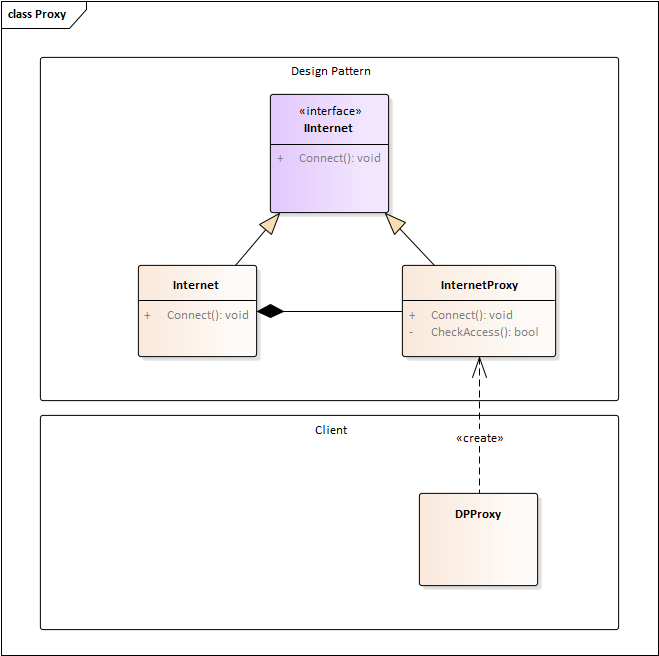 class Proxy
Design Pattern
«interface»
IInternet
+ Connect(): void
Internet
+ Connect(): void
InternetProxy
+ Connect(): void
- CheckAccess(): bool
Client
«create»
DPProxy